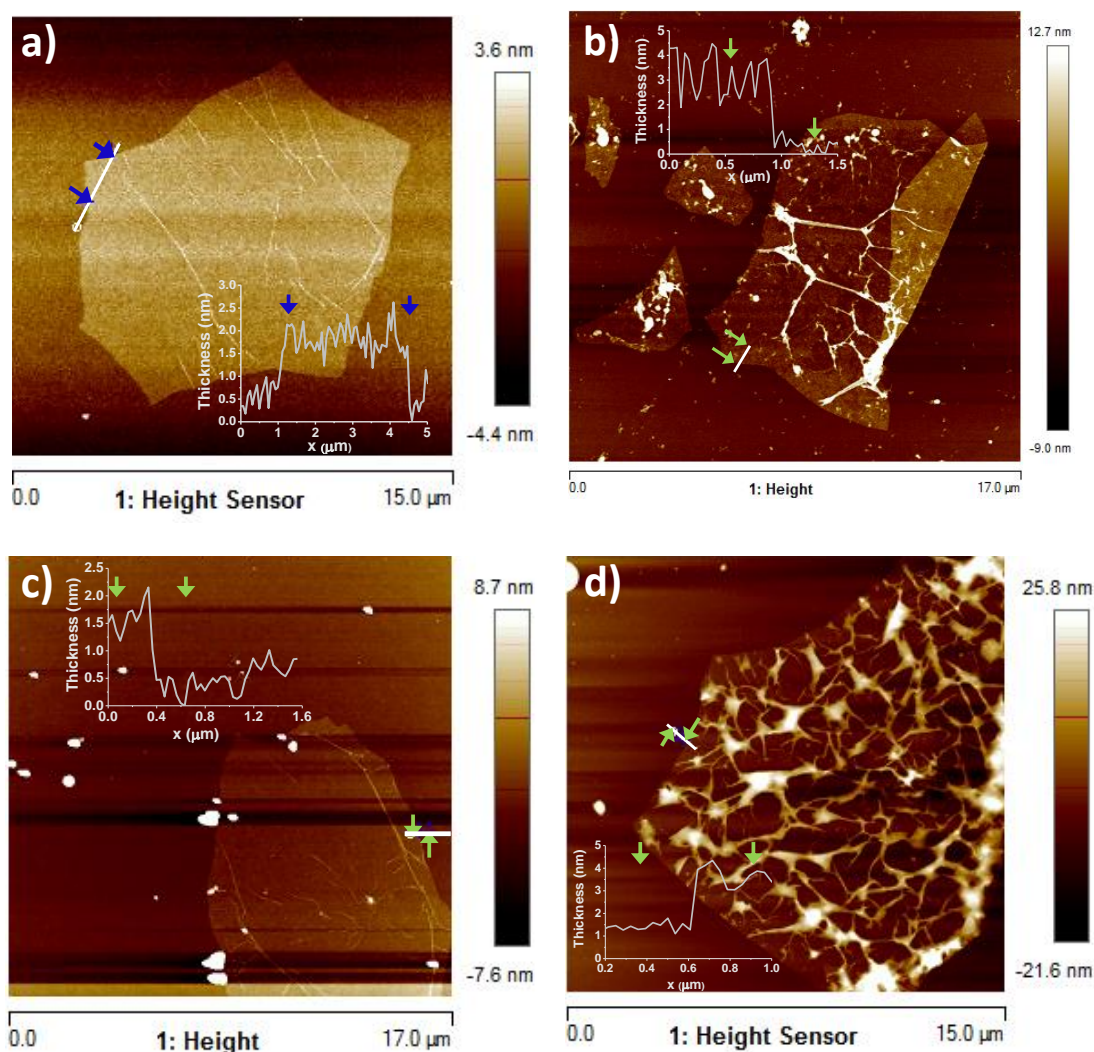 a)
3.6 nm
-4.4 nm
Thickness (nm)
3.0
2.5
2.0
1.5
1.0
0.5
0.0
0 1 2 3 4 5
x (μm)
0.0 1: Height Sensor 15.0 µm
b)
12.7 nm
-9.0 nm
Thickness (nm)
5
4
3
2
1
0
0.0 0.5 1.0 1.5
x (μm)
0.0 1: Height 17.0 µm
c)
8.7 nm
-7.6 nm
Thickness (nm)
2.5
2.0
1.5
1.0
0.5
0.0
0.0 0.4 0.8 1.2 1.6
x (μm)
0.0 1: Height 17.0 µm
d)
25.8 nm
-21.6 nm
Thickness (nm)
5
4
3
2
1
0
0.2 0.4 0.6 0.8 1.0
x (μm)
0.0 1: Height Sensor 15.0 µm